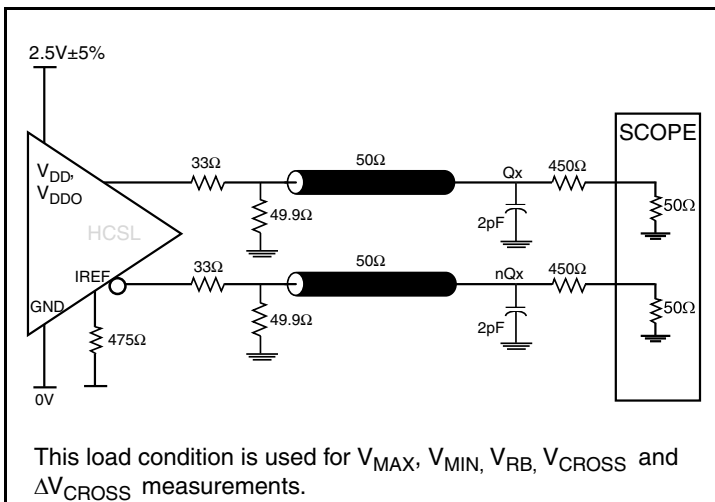 2.5V±5%
SCOPE
V_DD,
V_DDO
33Ω
50Ω
Qx
450Ω
50Ω
49.9Ω
2pF
HCSL
IREF
33Ω
50Ω
nQx
450Ω
50Ω
GND
49.9Ω
2pF
475Ω
0V
This load condition is used for V_MAX, V_MIN, V_RB, V_CROSS and
ΔV_CROSS measurements.